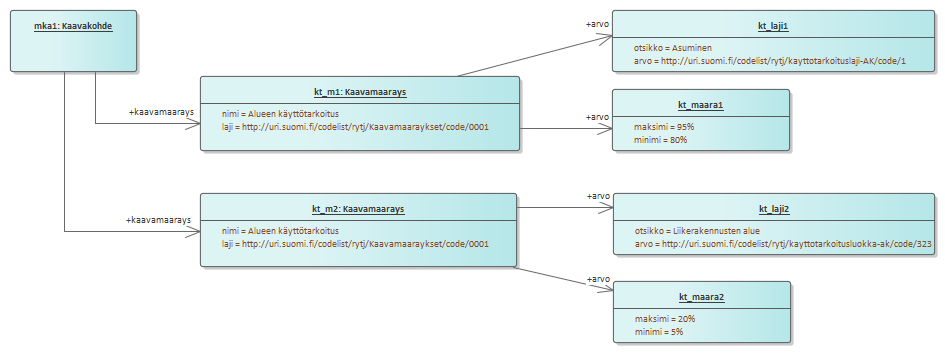 mka1: Kaavakohde
+kaavamaarays
+kaavamaarays
kt_m1: Kaavamaarays
nimi = Alueen käyttötarkoitus
laji = http://uri.suomi.fi/codelist/rytj/Kaavamaaraykset/code/0001
+arvo
+arvo
kt_laji1
otsikko = Asuminen
arvo = http://uri.suomi.fi/codelist/rytj/kayttotarkoituslaji-AK/code/1
kt_maara1
maksimi = 95%
minimi = 80%
kt_m2: Kaavamaarays
nimi = Alueen käyttötarkoitus
laji = http://uri.suomi.fi/codelist/rytj/Kaavamaaraykset/code/0001
+arvo
+arvo
kt_laji2
otsikko = Liikerakennusten alue
arvo = http://uri.suomi.fi/codelist/rytj/kayttotarkoitusluokka-ak/code/323
kt_maara2
maksimi = 20%
minimi = 5%